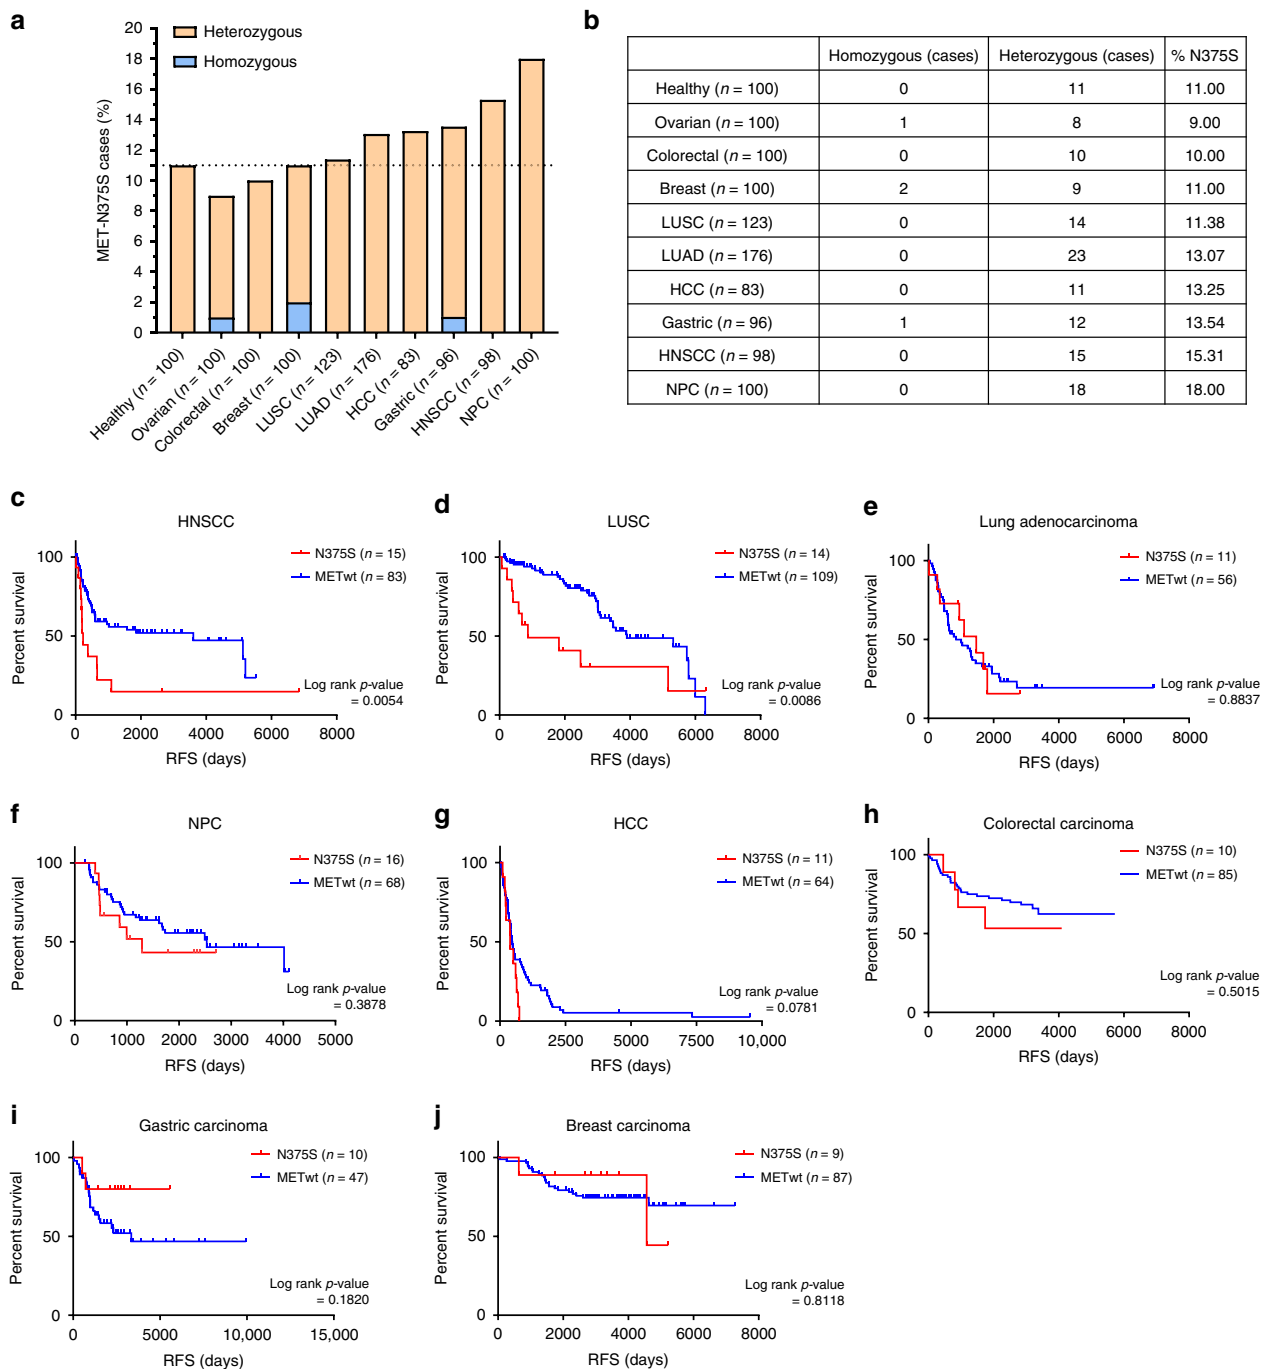 a
20
18
16
14
12
10
8
6
4
2
0
MET-N375S cases (%)
Heterozygous
Homozygous
Healthy (n = 100)
Ovarian (n = 100)
Colorectal (n = 100)
Breast (n = 100)
LUSC (n = 123)
LUAD (n = 176)
HCC (n = 83)
Gastric (n = 96)
HNSCC (n = 98)
NPC (n = 100)
b
Homozygous (cases) Heterozygous (cases) % N375S
Healthy (n = 100) 0 11 11.00
Ovarian (n = 100) 1 8 9.00
Colorectal (n = 100) 0 10 10.00
Breast (n = 100) 2 9 11.00
LUSC (n = 123) 0 14 11.38
LUAD (n = 176) 0 23 13.07
HCC (n = 83) 0 11 13.25
Gastric (n = 96) 1 12 13.54
HNSCC (n = 98) 0 15 15.31
NPC (n = 100) 0 18 18.00
c
HNSCC
100
50
0
Percent survival
N375S (n = 15)
METwt (n = 83)
Log rank p-value
= 0.0054
0 2000 4000 6000 8000
RFS (days)
d
LUSC
100
50
0
Percent survival
N375S (n = 14)
METwt (n = 109)
Log rank p-value
= 0.0086
0 2000 4000 6000 8000
RFS (days)
e
Lung adenocarcinoma
100
50
0
Percent survival
N375S (n = 11)
METwt (n = 56)
Log rank p-value
= 0.8837
0 2000 4000 6000 8000
RFS (days)
f
NPC
100
50
0
Percent survival
N375S (n = 16)
METwt (n = 68)
Log rank p-value
= 0.3878
0 1000 2000 3000 4000 5000
RFS (days)
g
HCC
100
50
0
Percent survival
N375S (n = 11)
METwt (n = 64)
Log rank p-value
= 0.0781
0 2500 5000 7500 10,000
RFS (days)
h
Colorectal carcinoma
100
50
0
Percent survival
N375S (n = 10)
METwt (n = 85)
Log rank p-value
= 0.5015
0 2000 4000 6000 8000
RFS (days)
i
Gastric carcinoma
100
50
0
Percent survival
N375S (n = 10)
METwt (n = 47)
Log rank p-value
= 0.1820
0 5000 10,000 15,000
RFS (days)
j
Breast carcinoma
100
50
0
Percent survival
N375S (n = 9)
METwt (n = 87)
Log rank p-value
= 0.8118
0 2000 4000 6000 8000
RFS (days)